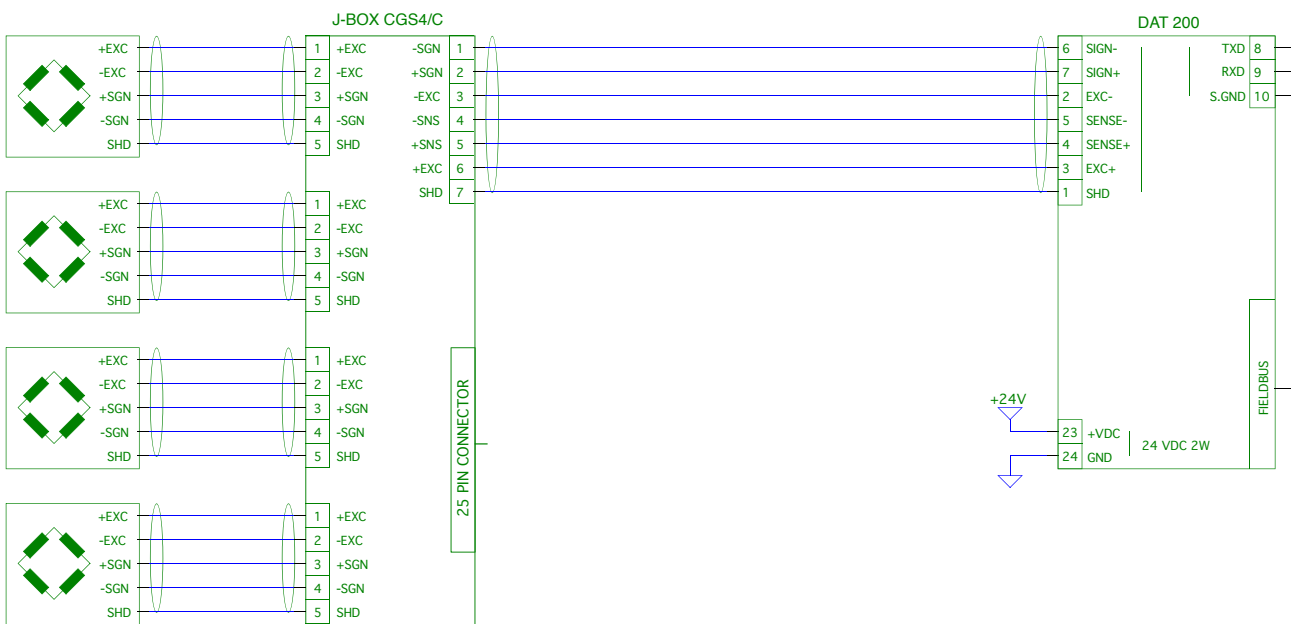 J-BOX CGS4/C
DAT 200
+EXC 1 +EXC -SGN 1 6 SIGN- TXD 8
-EXC 2 -EXC +SGN 2 7 SIGN+ RXD 9
+SGN 3 +SGN -EXC 3 2 EXC- S.GND 10
-SGN 4 -SGN -SNS 4 5 SENSE-
SHD 5 SHD +SNS 5 4 SENSE+
+EXC 6 3 EXC+
SHD 7 1 SHD
+EXC 1 +EXC
-EXC 2 -EXC
+SGN 3 +SGN
-SGN 4 -SGN
SHD 5 SHD
+EXC 1 +EXC
-EXC 2 -EXC
+SGN 3 +SGN
-SGN 4 -SGN
SHD 5 SHD
25 PIN CONNECTOR
+24V
23 +VDC
24 GND
24 VDC 2W
FIELDBUS
+EXC 1 +EXC
-EXC 2 -EXC
+SGN 3 +SGN
-SGN 4 -SGN
SHD 5 SHD